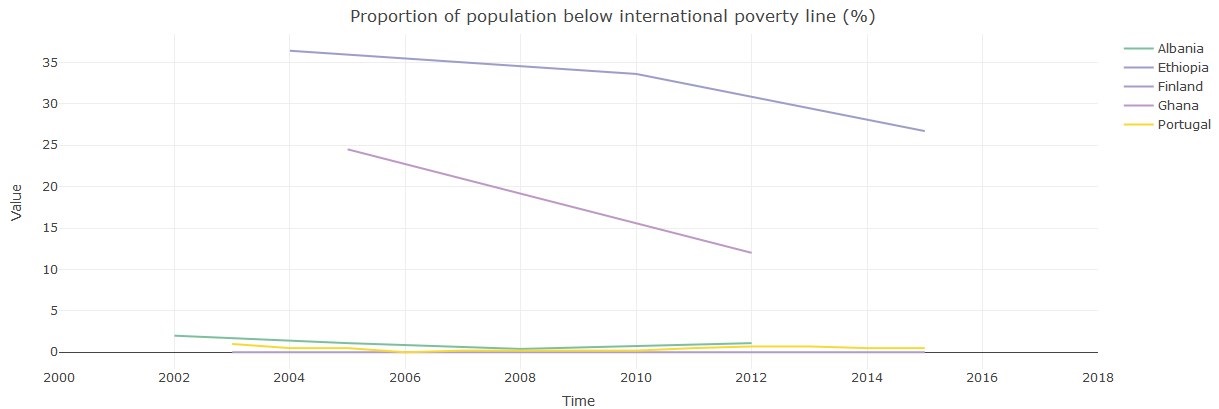 Proportion of population below international poverty line (%)
Albania
Ethiopia
Finland
Ghana
Portugal
Value
35
30
25
20
15
10
5
0
2000 2002 2004 2006 2008 2010 2012 2014 2016 2018
Time